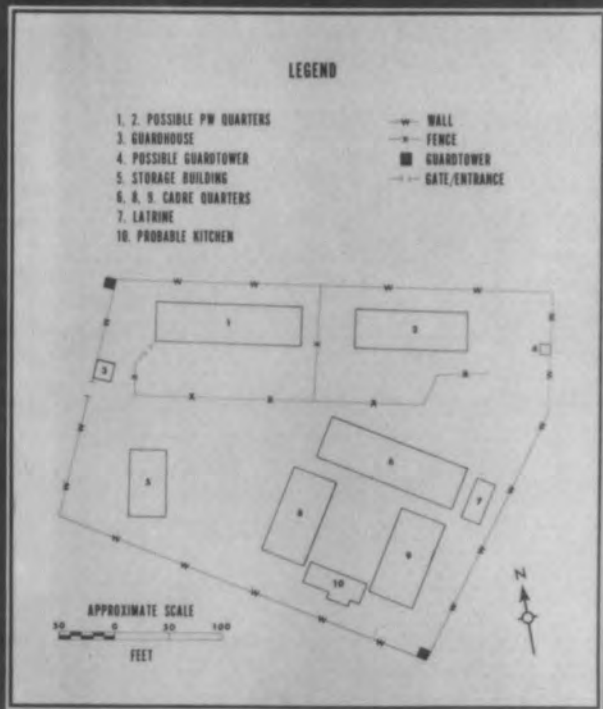 LEGEND
1, 2. POSSIBLE PW QUARTERS
3. GUARDHOUSE
4. POSSIBLE GUARDTOWER
5. STORAGE BUILDING
6, 8, 9. CADRE QUARTERS
7. LATRINE
10. PROBABLE KITCHEN
W WALL
X FENCE
GUARDTOWER
GATE/ENTRANCE
W W W W
1
2
3
4
X X X X
5
6
7
8
9
10
W W W W
N
APPROXIMATE SCALE
50 0 50 100
FEET